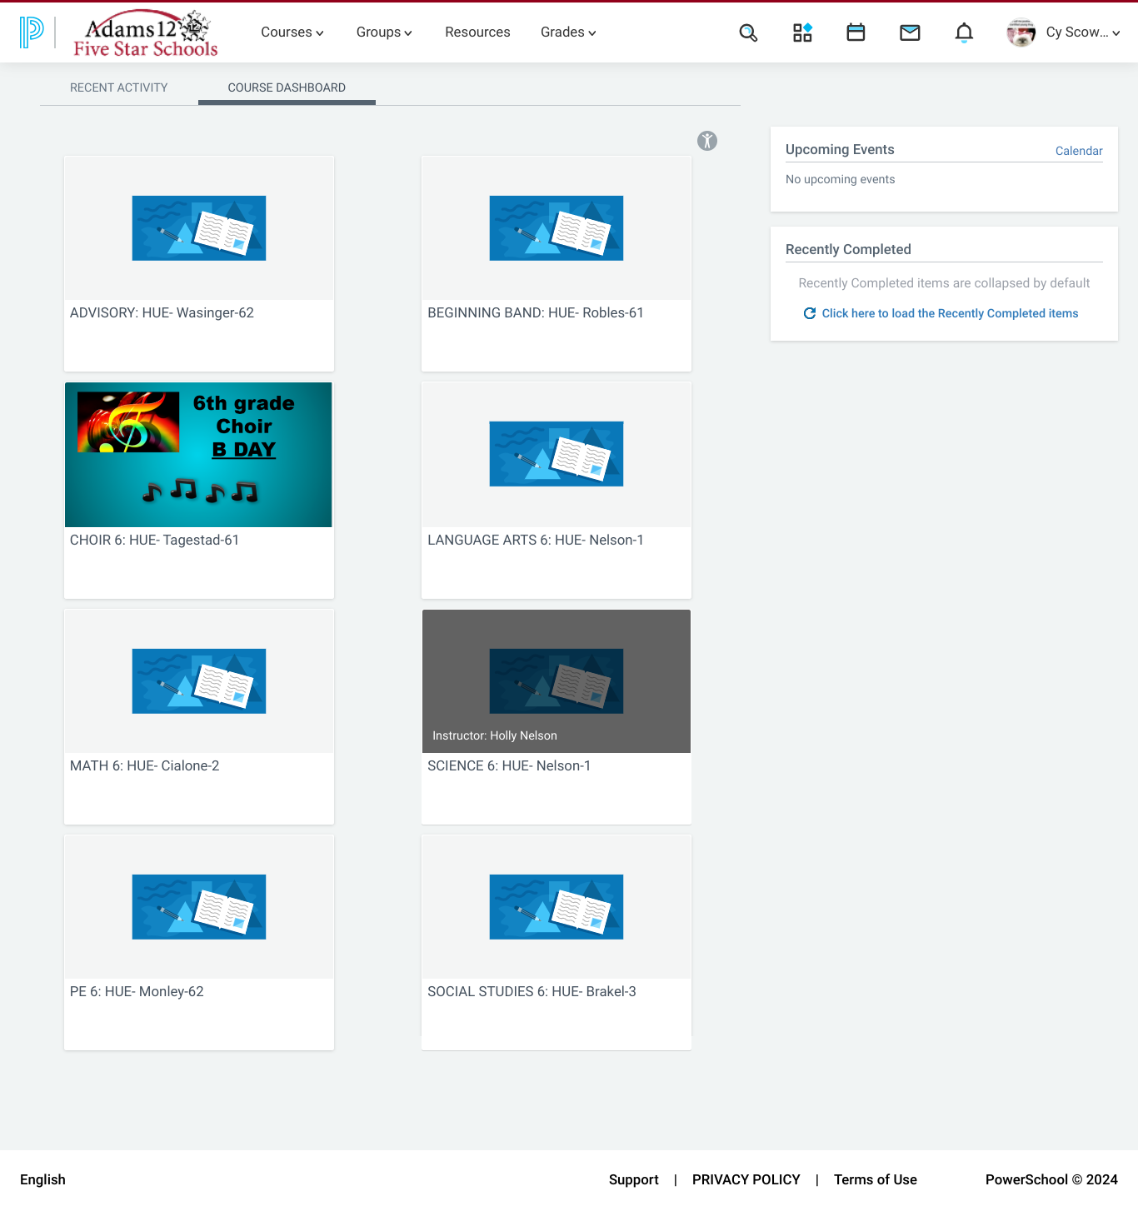 Adams12
Five Star Schools
Courses
Groups
Resources
Grades
Cy Scow...
RECENT ACTIVITY
COURSE DASHBOARD
Upcoming Events
Calendar
No upcoming events
Recently Completed
Recently Completed items are collapsed by default
Click here to load the Recently Completed items
ADVISORY: HUE- Wasinger-62
BEGINNING BAND: HUE- Robles-61
6th grade
Choir
B DAY
CHOIR 6: HUE- Tagestad-61
LANGUAGE ARTS 6: HUE- Nelson-1
MATH 6: HUE- Cialone-2
Instructor: Holly Nelson
SCIENCE 6: HUE- Nelson-1
PE 6: HUE- Monley-62
SOCIAL STUDIES 6: HUE- Brakel-3
English
Support | PRIVACY POLICY | Terms of Use
PowerSchool © 2024